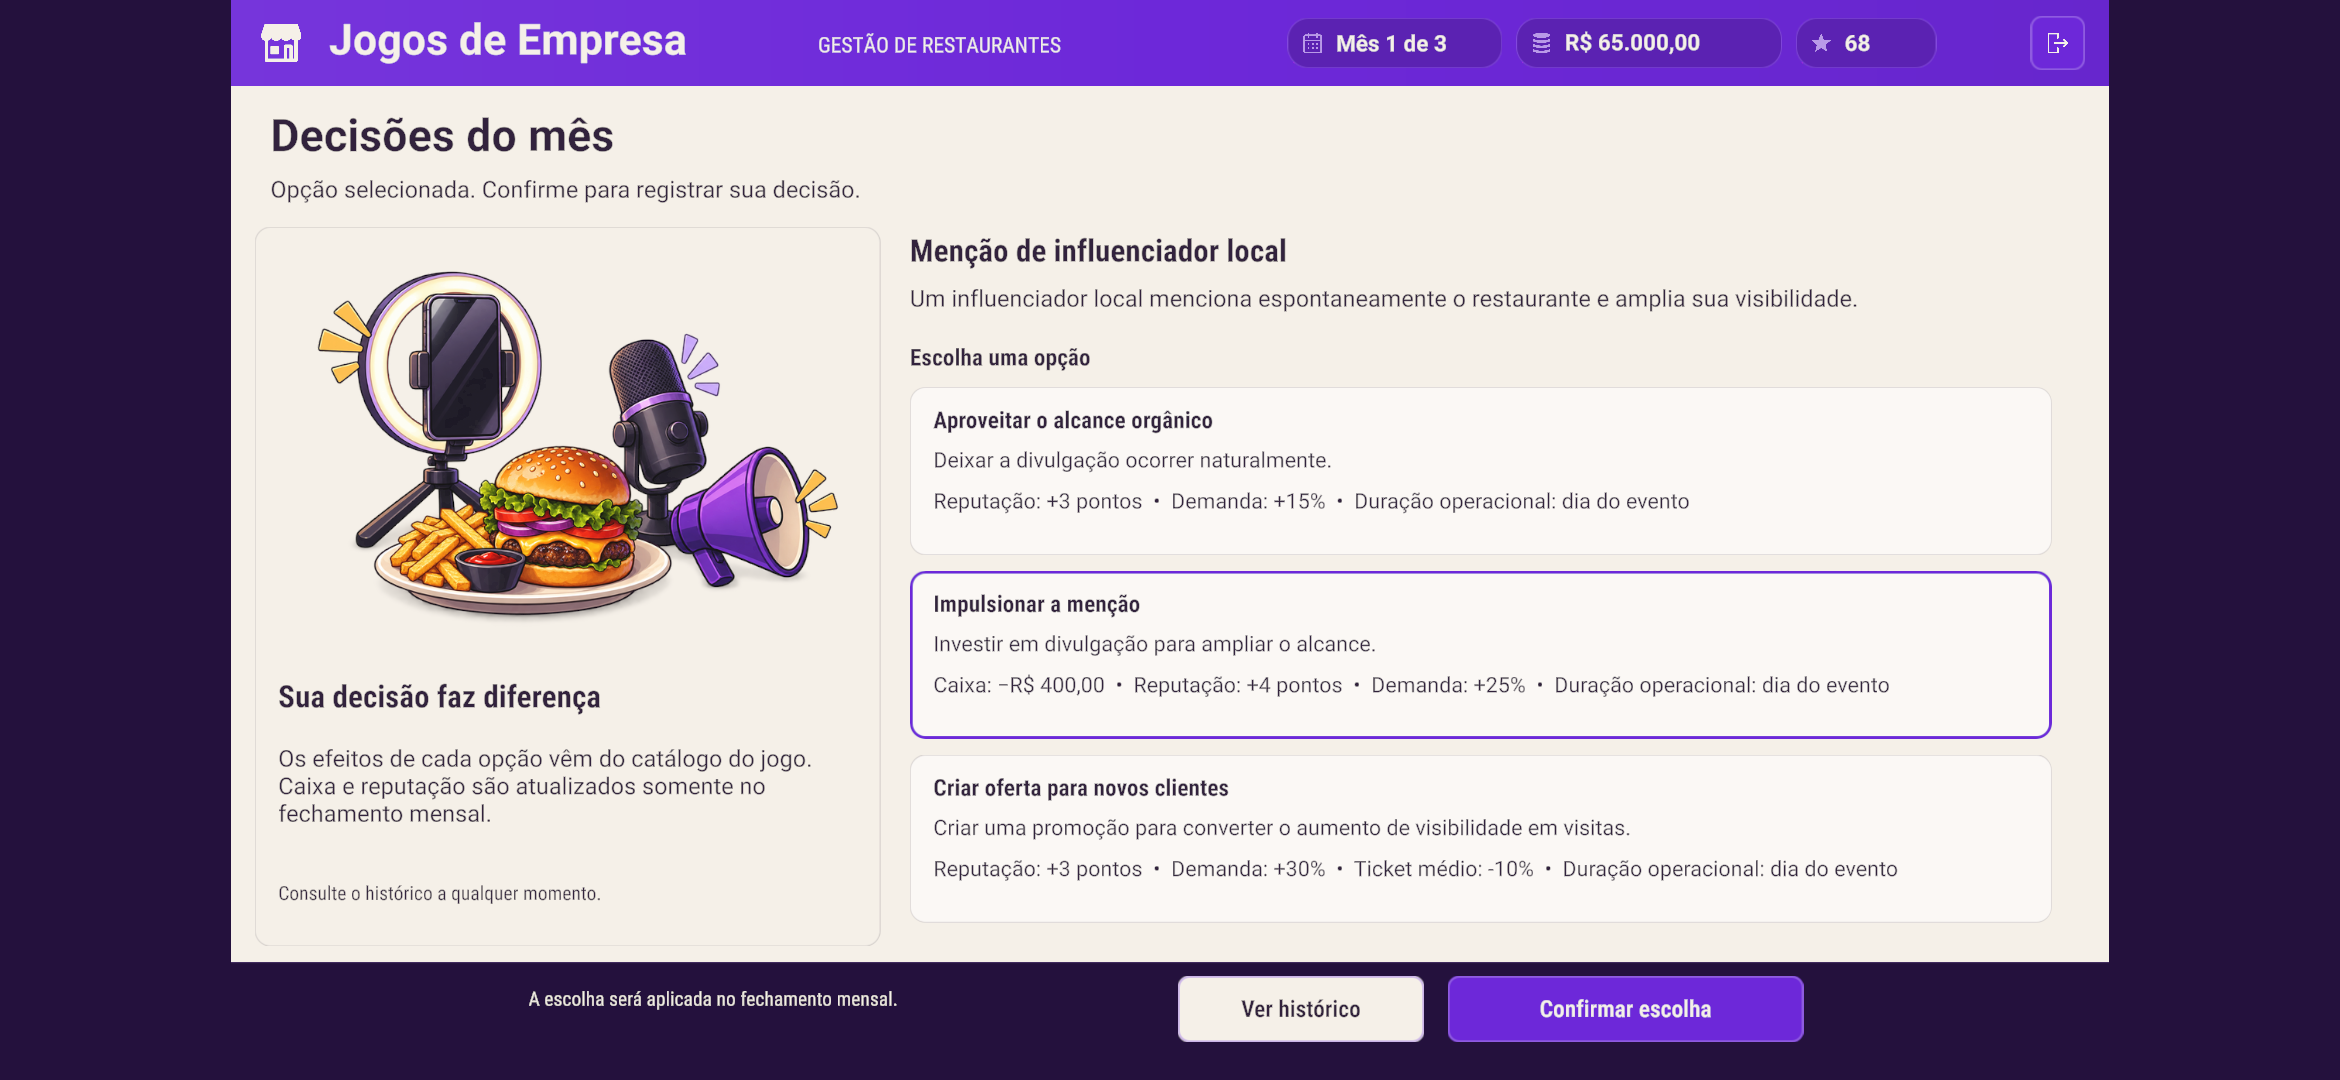 Jogos de Empresa
GESTÃO DE RESTAURANTES
Mês 1 de 3
R$ 65.000,00
68
Decisões do mês
Opção selecionada. Confirme para registrar sua decisão.
Sua decisão faz diferença
Os efeitos de cada opção vêm do catálogo do jogo.
Caixa e reputação são atualizados somente no
fechamento mensal.
Consulte o histórico a qualquer momento.
Menção de influenciador local
Um influenciador local menciona espontaneamente o restaurante e amplia sua visibilidade.
Escolha uma opção
Aproveitar o alcance orgânico
Deixar a divulgação ocorrer naturalmente.
Reputação: +3 pontos • Demanda: +15% • Duração operacional: dia do evento
Impulsionar a menção
Investir em divulgação para ampliar o alcance.
Caixa: −R$ 400,00 • Reputação: +4 pontos • Demanda: +25% • Duração operacional: dia do evento
Criar oferta para novos clientes
Criar uma promoção para converter o aumento de visibilidade em visitas.
Reputação: +3 pontos • Demanda: +30% • Ticket médio: -10% • Duração operacional: dia do evento
A escolha será aplicada no fechamento mensal.
Ver histórico
Confirmar escolha